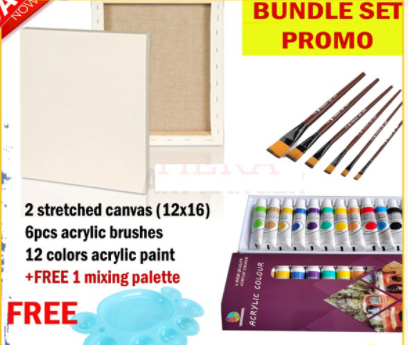 NOW
BUNDLE SET
PROMO
2 stretched canvas (12x16)
6pcs acrylic brushes
12 colors acrylic paint
+FREE 1 mixing palette
FREE
ACRYLIC COLOUR